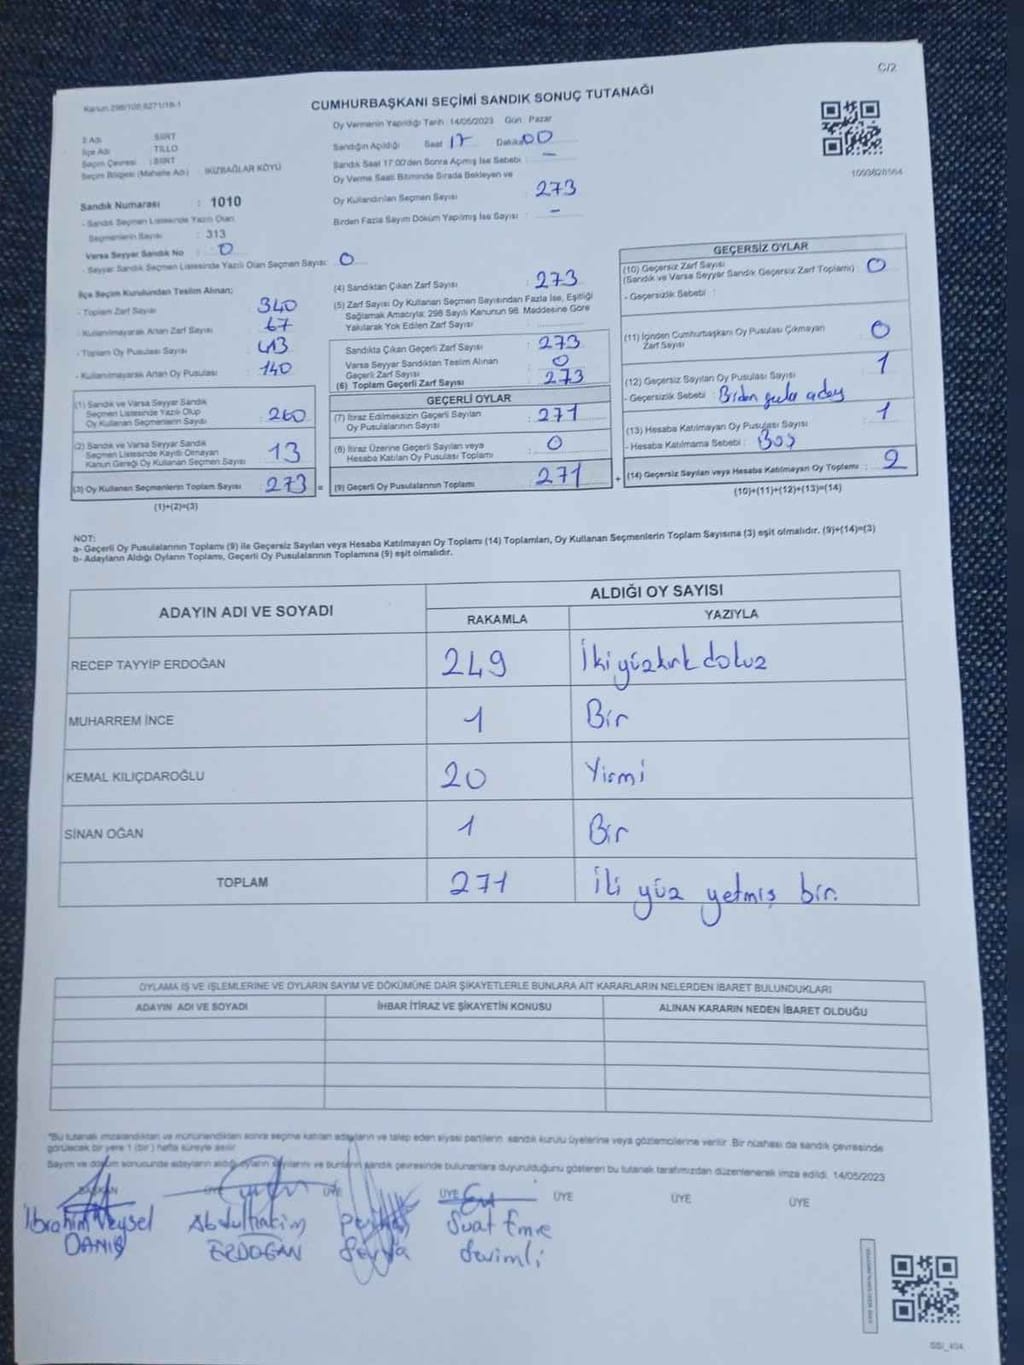 C/2
Kanun 298/105,6271/18-1
CUMHURBAŞKANI SEÇİMİ SANDIK SONUÇ TUTANAĞI
İl Adı SİİRT
İlçe Adı TİLLO
Seçim Çevresi : SİİRT
Seçim Bölgesi (Mahalle Adı) İKİZBAĞLAR KÖYÜ
Sandık Numarası : 1010
- Sandık Seçmen Listesinde Yazılı Olan
Seçmenlerin Sayısı : 313
Varsa Seyyar Sandık No : 0
- Seyyar Sandık Seçmen Listesinde Yazılı Olan Seçmen Sayısı: 0
Oy Vermenin Yapıldığı Tarih :14/05/2023 Gün : Pazar
Sandığın Açıldığı Saat 17 Dakika 00
Sandık Saat 17:00'den Sonra Açılmış İse Sebebi : -
Oy Verme Saati Bitiminde Sırada Bekleyen ve
Oy Kullandırılan Seçmen Sayısı : 273
Birden Fazla Sayım Döküm Yapılmış İse Sayısı : -
İlçe Seçim Kurulundan Teslim Alınan;
- Toplam Zarf Sayısı : 340
- Kullanılmayarak Artan Zarf Sayısı : 67
- Toplam Oy Pusulası Sayısı : 413
- Kullanılmayarak Artan Oy Pusulası : 140
(1) Sandık ve Varsa Seyyar Sandık
Seçmen Listesinde Yazılı Olup
Oy Kullanan Seçmenlerin Sayısı : 260
(2) Sandık ve Varsa Seyyar Sandık
Seçmen Listesinde Kayıtlı Olmayan
Kanun Gereği Oy Kullanan Seçmen Sayısı : 13
(3) Oy Kullanan Seçmenlerin Toplam Sayısı : 273 =
(1)+(2)=(3)
(4) Sandıktan Çıkan Zarf Sayısı : 273
(5) Zarf Sayısı Oy Kullanan Seçmen Sayısından Fazla İse, Eşitliği
Sağlamak Amacıyla; 298 Sayılı Kanunun 98. Maddesine Göre
Yakılarak Yok Edilen Zarf Sayısı
Sandıkta Çıkan Geçerli Zarf Sayısı : 273
Varsa Seyyar Sandıktan Teslim Alınan
Geçerli Zarf Sayısı : 0
(6) Toplam Geçerli Zarf Sayısı : 273
GEÇERLİ OYLAR
(7) İtiraz Edilmeksizin Geçerli Sayılan
Oy Pusulalarının Sayısı : 271
(8) İtiraz Üzerine Geçerli Sayılan veya
Hesaba Katılan Oy Pusulası Toplamı : 0
(9) Geçerli Oy Pusulalarının Toplamı : 271 +
GEÇERSİZ OYLAR
(10) Geçersiz Zarf Sayısı
(Sandık ve Varsa Seyyar Sandık Geçersiz Zarf Toplamı) : 0
- Geçersizlik Sebebi :
(11) İçinden Cumhurbaşkanı Oy Pusulası Çıkmayan
Zarf Sayısı : 0
(12) Geçersiz Sayılan Oy Pusulası Sayısı : 1
- Geçersizlik Sebebi : aday
(13) Hesaba Katılmayan Oy Pusulası Sayısı : 1
- Hesaba Katılmama Sebebi : Boş
(14) Geçersiz Sayılan veya Hesaba Katılmayan Oy Toplamı : 2
(10)+(11)+(12)+(13)=(14)
NOT:
a- Geçerli Oy Pusulalarının Toplamı (9) ile Geçersiz Sayılan veya Hesaba Katılmayan Oy Toplamı (14) Toplamları, Oy Kullanan Seçmenlerin Toplam Sayısına (3) eşit olmalıdır. (9)+(14)=(3)
b- Adayların Aldığı Oyların Toplamı, Geçerli Oy Pusulalarının Toplamına (9) eşit olmalıdır.
ADAYIN ADI VE SOYADI
ALDIĞI OY SAYISI
RAKAMLA YAZIYLA
RECEP TAYYİP ERDOĞAN 249 İkiyüzkırk dokuz
MUHARREM İNCE 1 Bir
KEMAL KILIÇDAROĞLU 20 Yirmi
SİNAN OĞAN 1 Bir
TOPLAM 271 İki yüz yetmiş bir.
OYLAMA İŞ VE İŞLEMLERİNE VE OYLARIN SAYIM VE DÖKÜMÜNE DAİR ŞİKAYETLERLE BUNLARA AİT KARARLARIN NELERDEN İBARET BULUNDUKLARI
ADAYIN ADI VE SOYADI İHBAR İTİRAZ VE ŞİKAYETİN KONUSU ALINAN KARARIN NEDEN İBARET OLDUĞU
*Bu tutanak imzalandıktan ve mühürlendikten sonra seçime katılan adayların ve talep eden siyasi partilerin sandık kurulu üyelerine veya gözlemcilerine verilir. Bir nüshası da sandık çevresinde
görülecek bir yere 1 (bir) hafta süreyle asılır.
Sayım ve döküm sonucunda adayların aldığı oyların sayılarını ve bunların sandık çevresinde bulunanlara duyurulduğunu gösteren bu tutanak tarafımızdan düzenlenerek imza edildi. 14/05/2023
BAŞKAN ÜYE ÜYE ÜYE ÜYE ÜYE ÜYE
İbrahim Veysel Abdulhakim Suat Emre
DANIŞ ERDOĞAN Sevimli